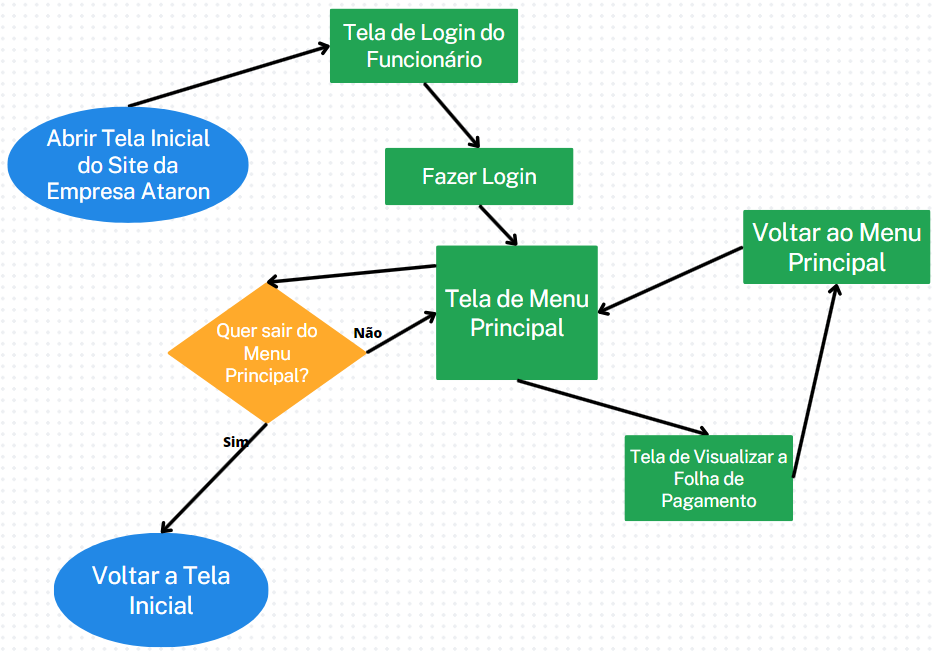 Tela de Login do
Funcionário
Abrir Tela Inicial
do Site da
Empresa Ataron
Fazer Login
Voltar ao Menu
Principal
Tela de Menu
Principal
Quer sair do
Menu
Principal?
Não
Sim
Tela de Visualizar a
Folha de
Pagamento
Voltar a Tela
Inicial